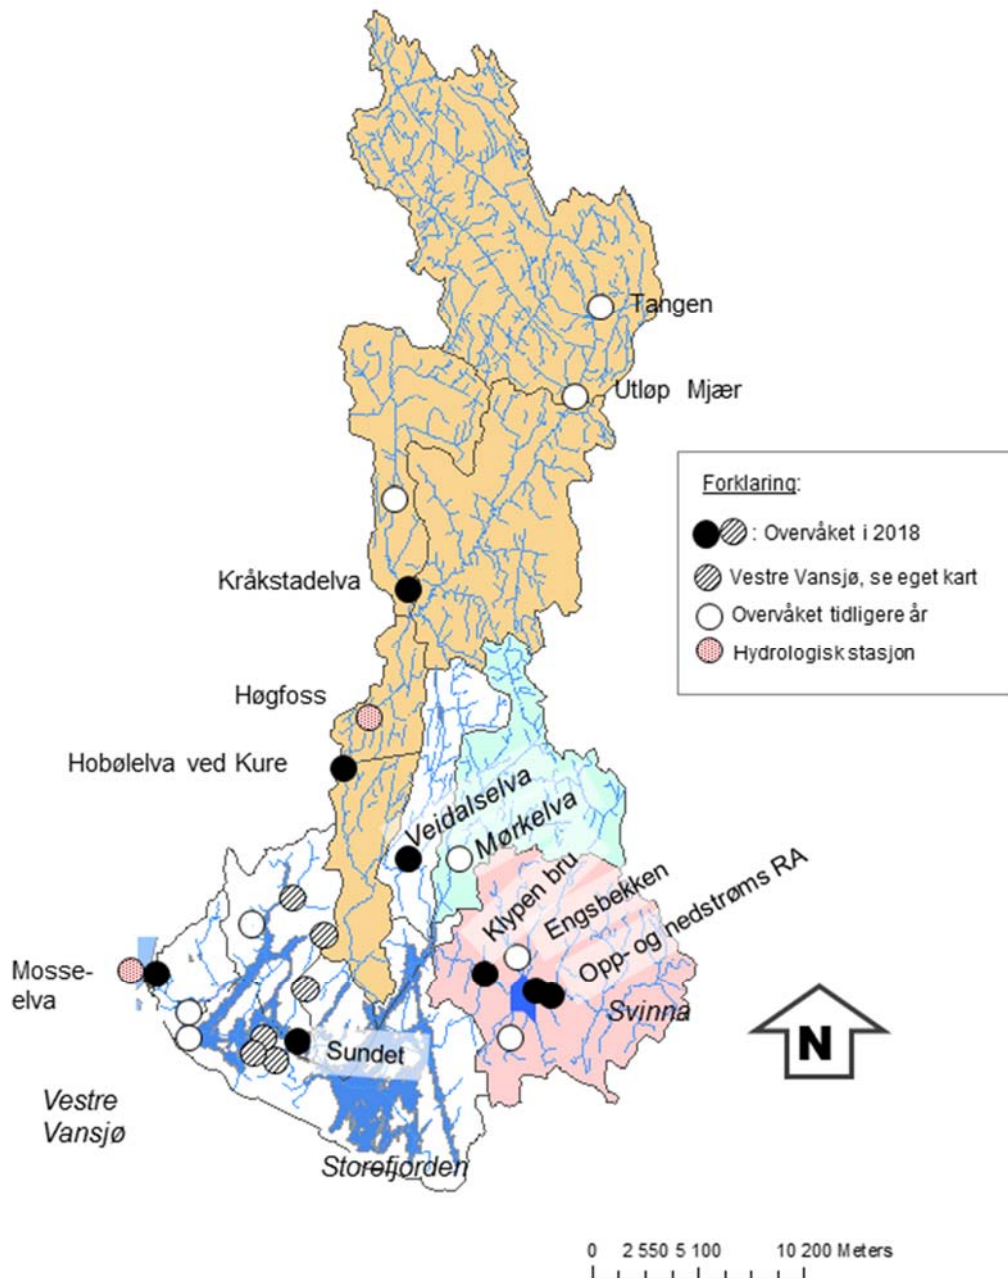 Tangen
Utløp Mjær
Forklaring:
: Overvåket i 2018
Vestre Vansjø, se eget kart
Overvåket tidligere år
Hydrologisk stasjon
Kråkstadelva
Høgfoss
Hobølelva ved Kure
Veidalselva
Mørkelva
Klypen bru
Engsbekken
Opp- og nedstrøms RA
Svinna
Mosse-
elva
Sundet
N
Vestre
Vansjø
Storefjorden
0 2 550 5 100 10 200 Meters